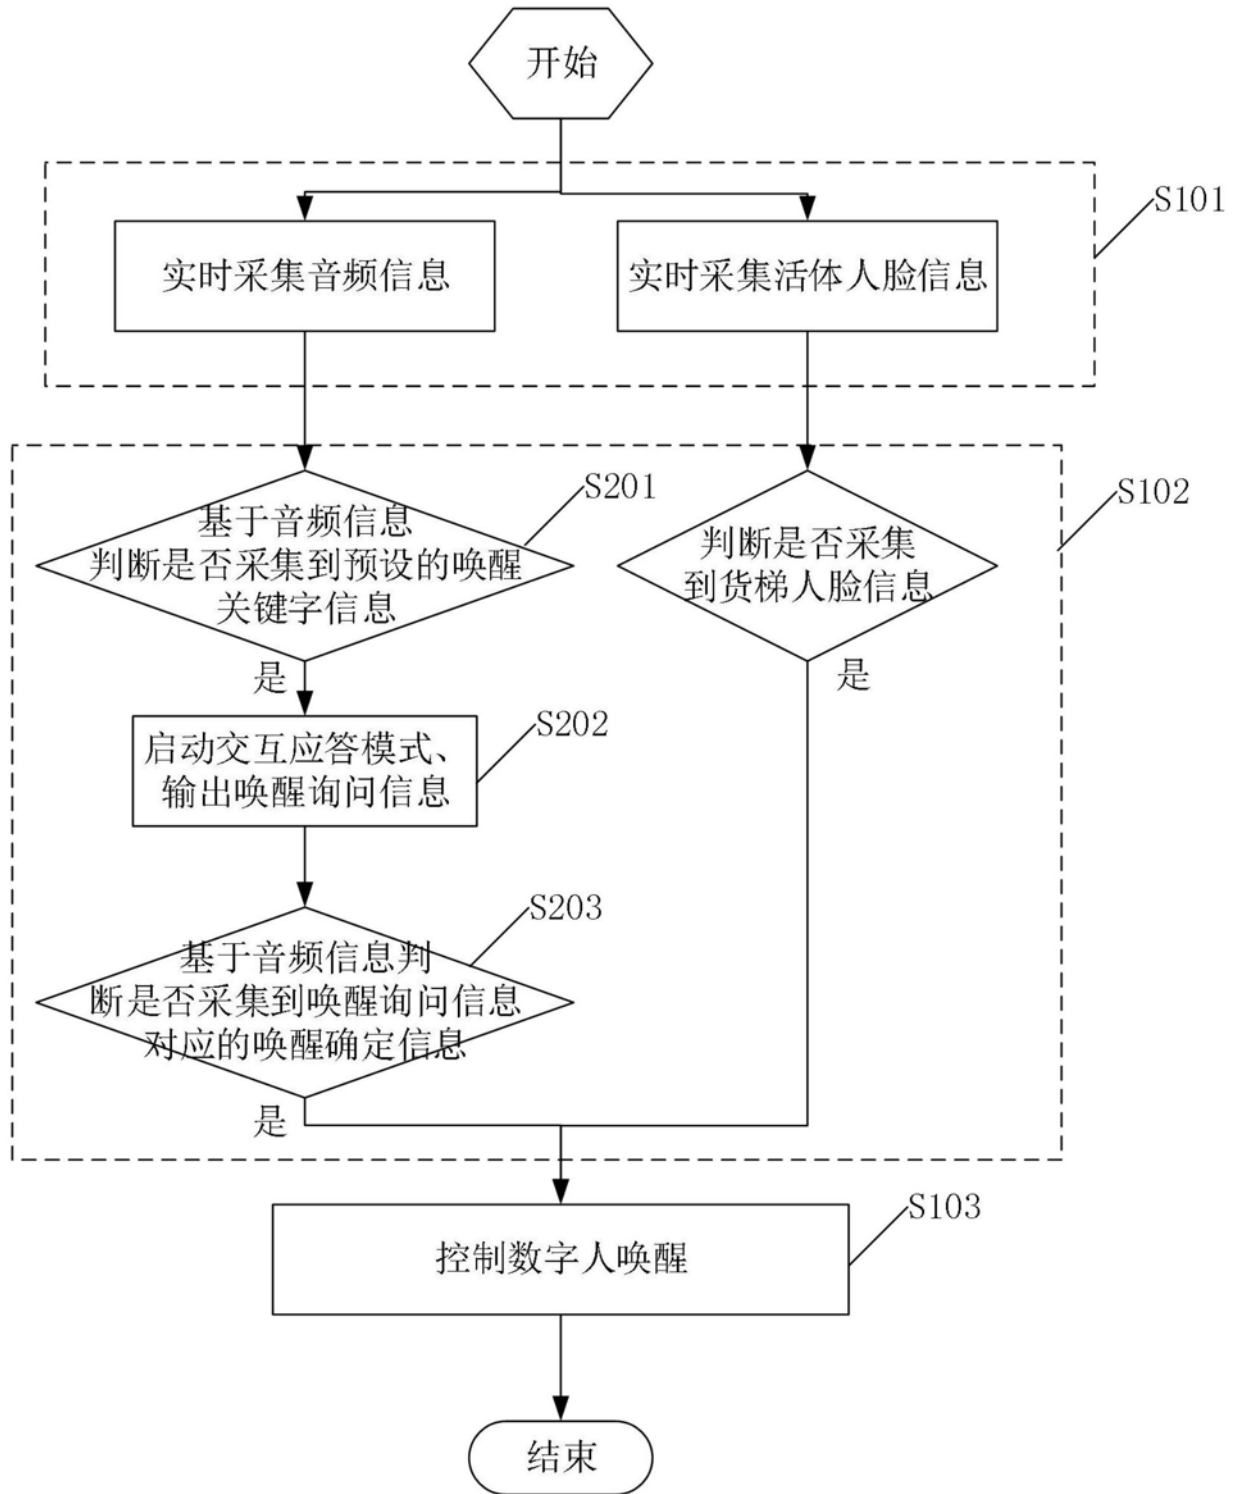 开始
S101
实时采集音频信息
实时采集活体人脸信息
S201
S102
基于音频信息
判断是否采集到预设的唤醒
关键字信息
判断是否采集
到货梯人脸信息
是
是
S202
启动交互应答模式、
输出唤醒询问信息
S203
基于音频信息判
断是否采集到唤醒询问信息
对应的唤醒确定信息
是
S103
控制数字人唤醒
结束